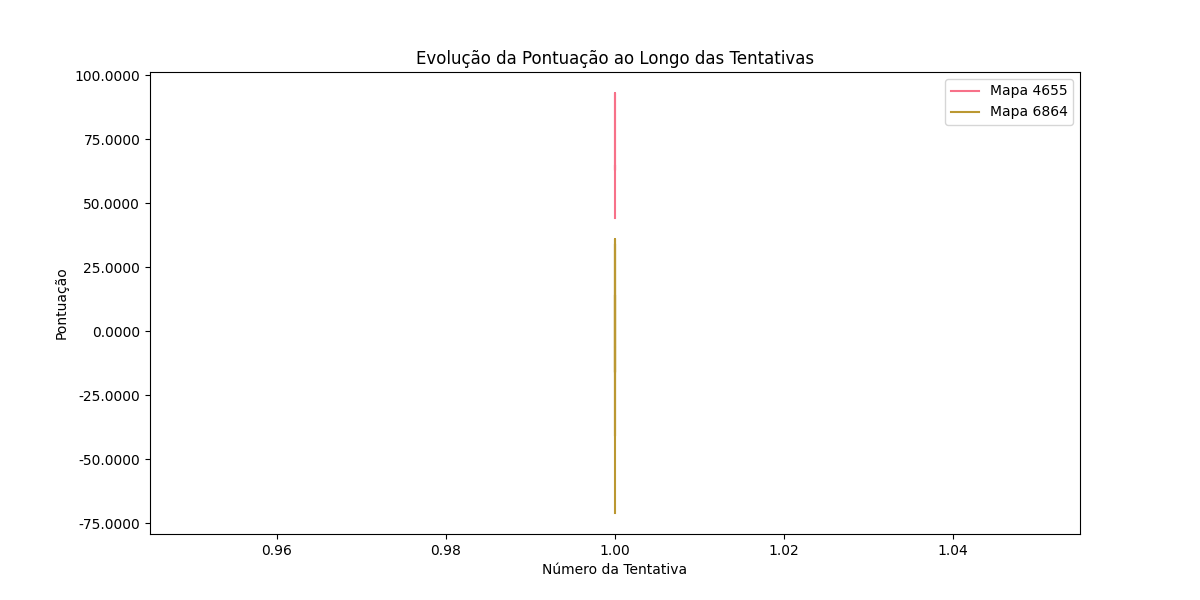 Evolução da Pontuação ao Longo das Tentativas
100.0000
75.0000
50.0000
25.0000
0.0000
-25.0000
-50.0000
-75.0000
Pontuação
Mapa 4655
Mapa 6864
0.96
0.98
1.00
1.02
1.04
Número da Tentativa